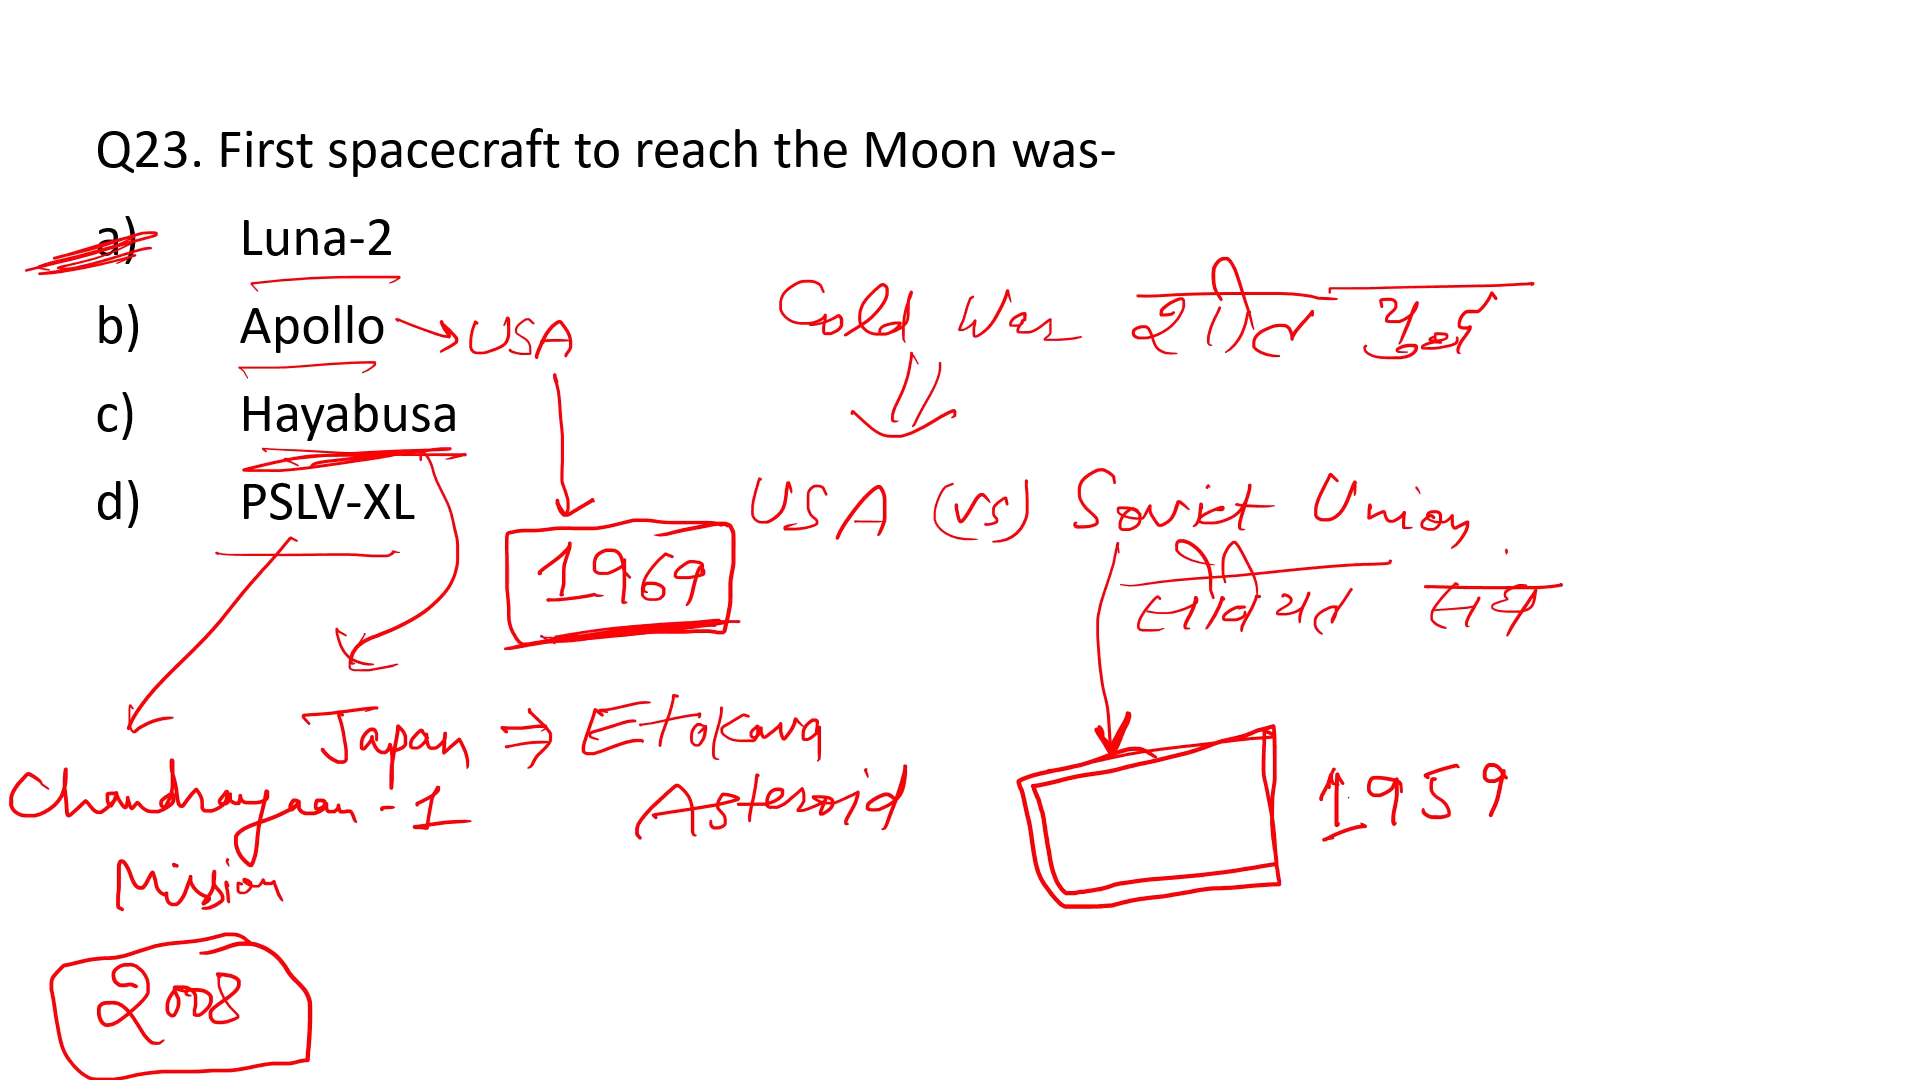 Q23. First spacecraft to reach the Moon was-
a) Luna-2
b) Apollo → USA
c) Hayabusa
d) PSLV-XL
1969
Cold War शीत युद्ध
USA (vs) Soviet Union
सोवियत संघ
1959
Japan ⇒ Etokava
Asteroid
Chandrayaan-1
Mission
2008